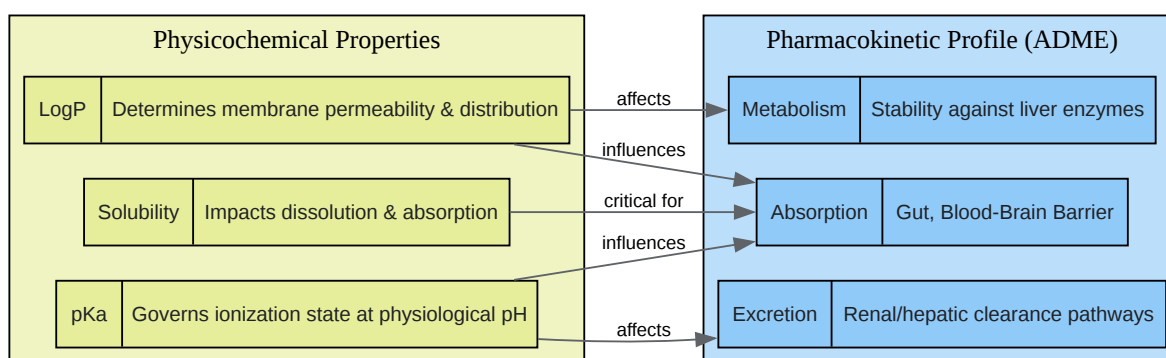 Physicochemical Properties
Pharmacokinetic Profile (ADME)
LogP
Determines membrane permeability & distribution
affects
Metabolism
Stability against liver enzymes
influences
Solubility
Impacts dissolution & absorption
critical for
Absorption
Gut, Blood-Brain Barrier
influences
pKa
Governs ionization state at physiological pH
affects
Excretion
Renal/hepatic clearance pathways